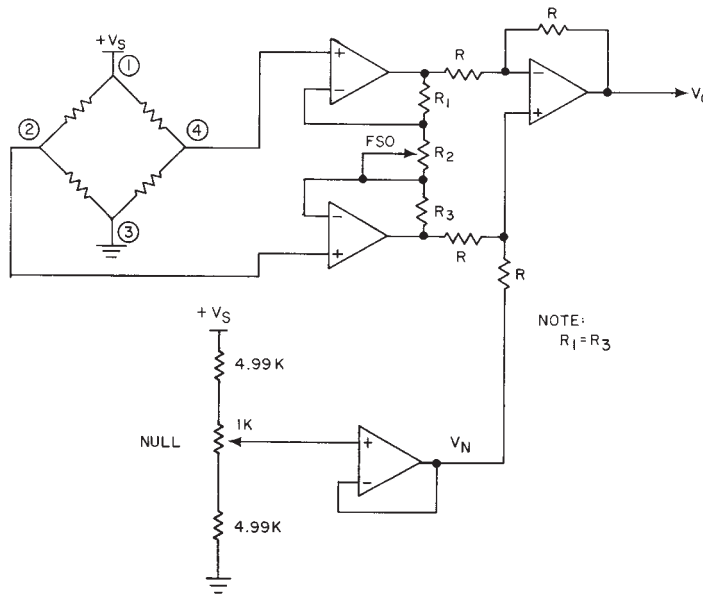 +VS
1
2
4
3
+
−
R1
FSO
R2
R3
−
+
R
R
−
+
R
R
NOTE:
R1=R3
+VS
4.99K
1K
NULL
4.99K
+
−
VN